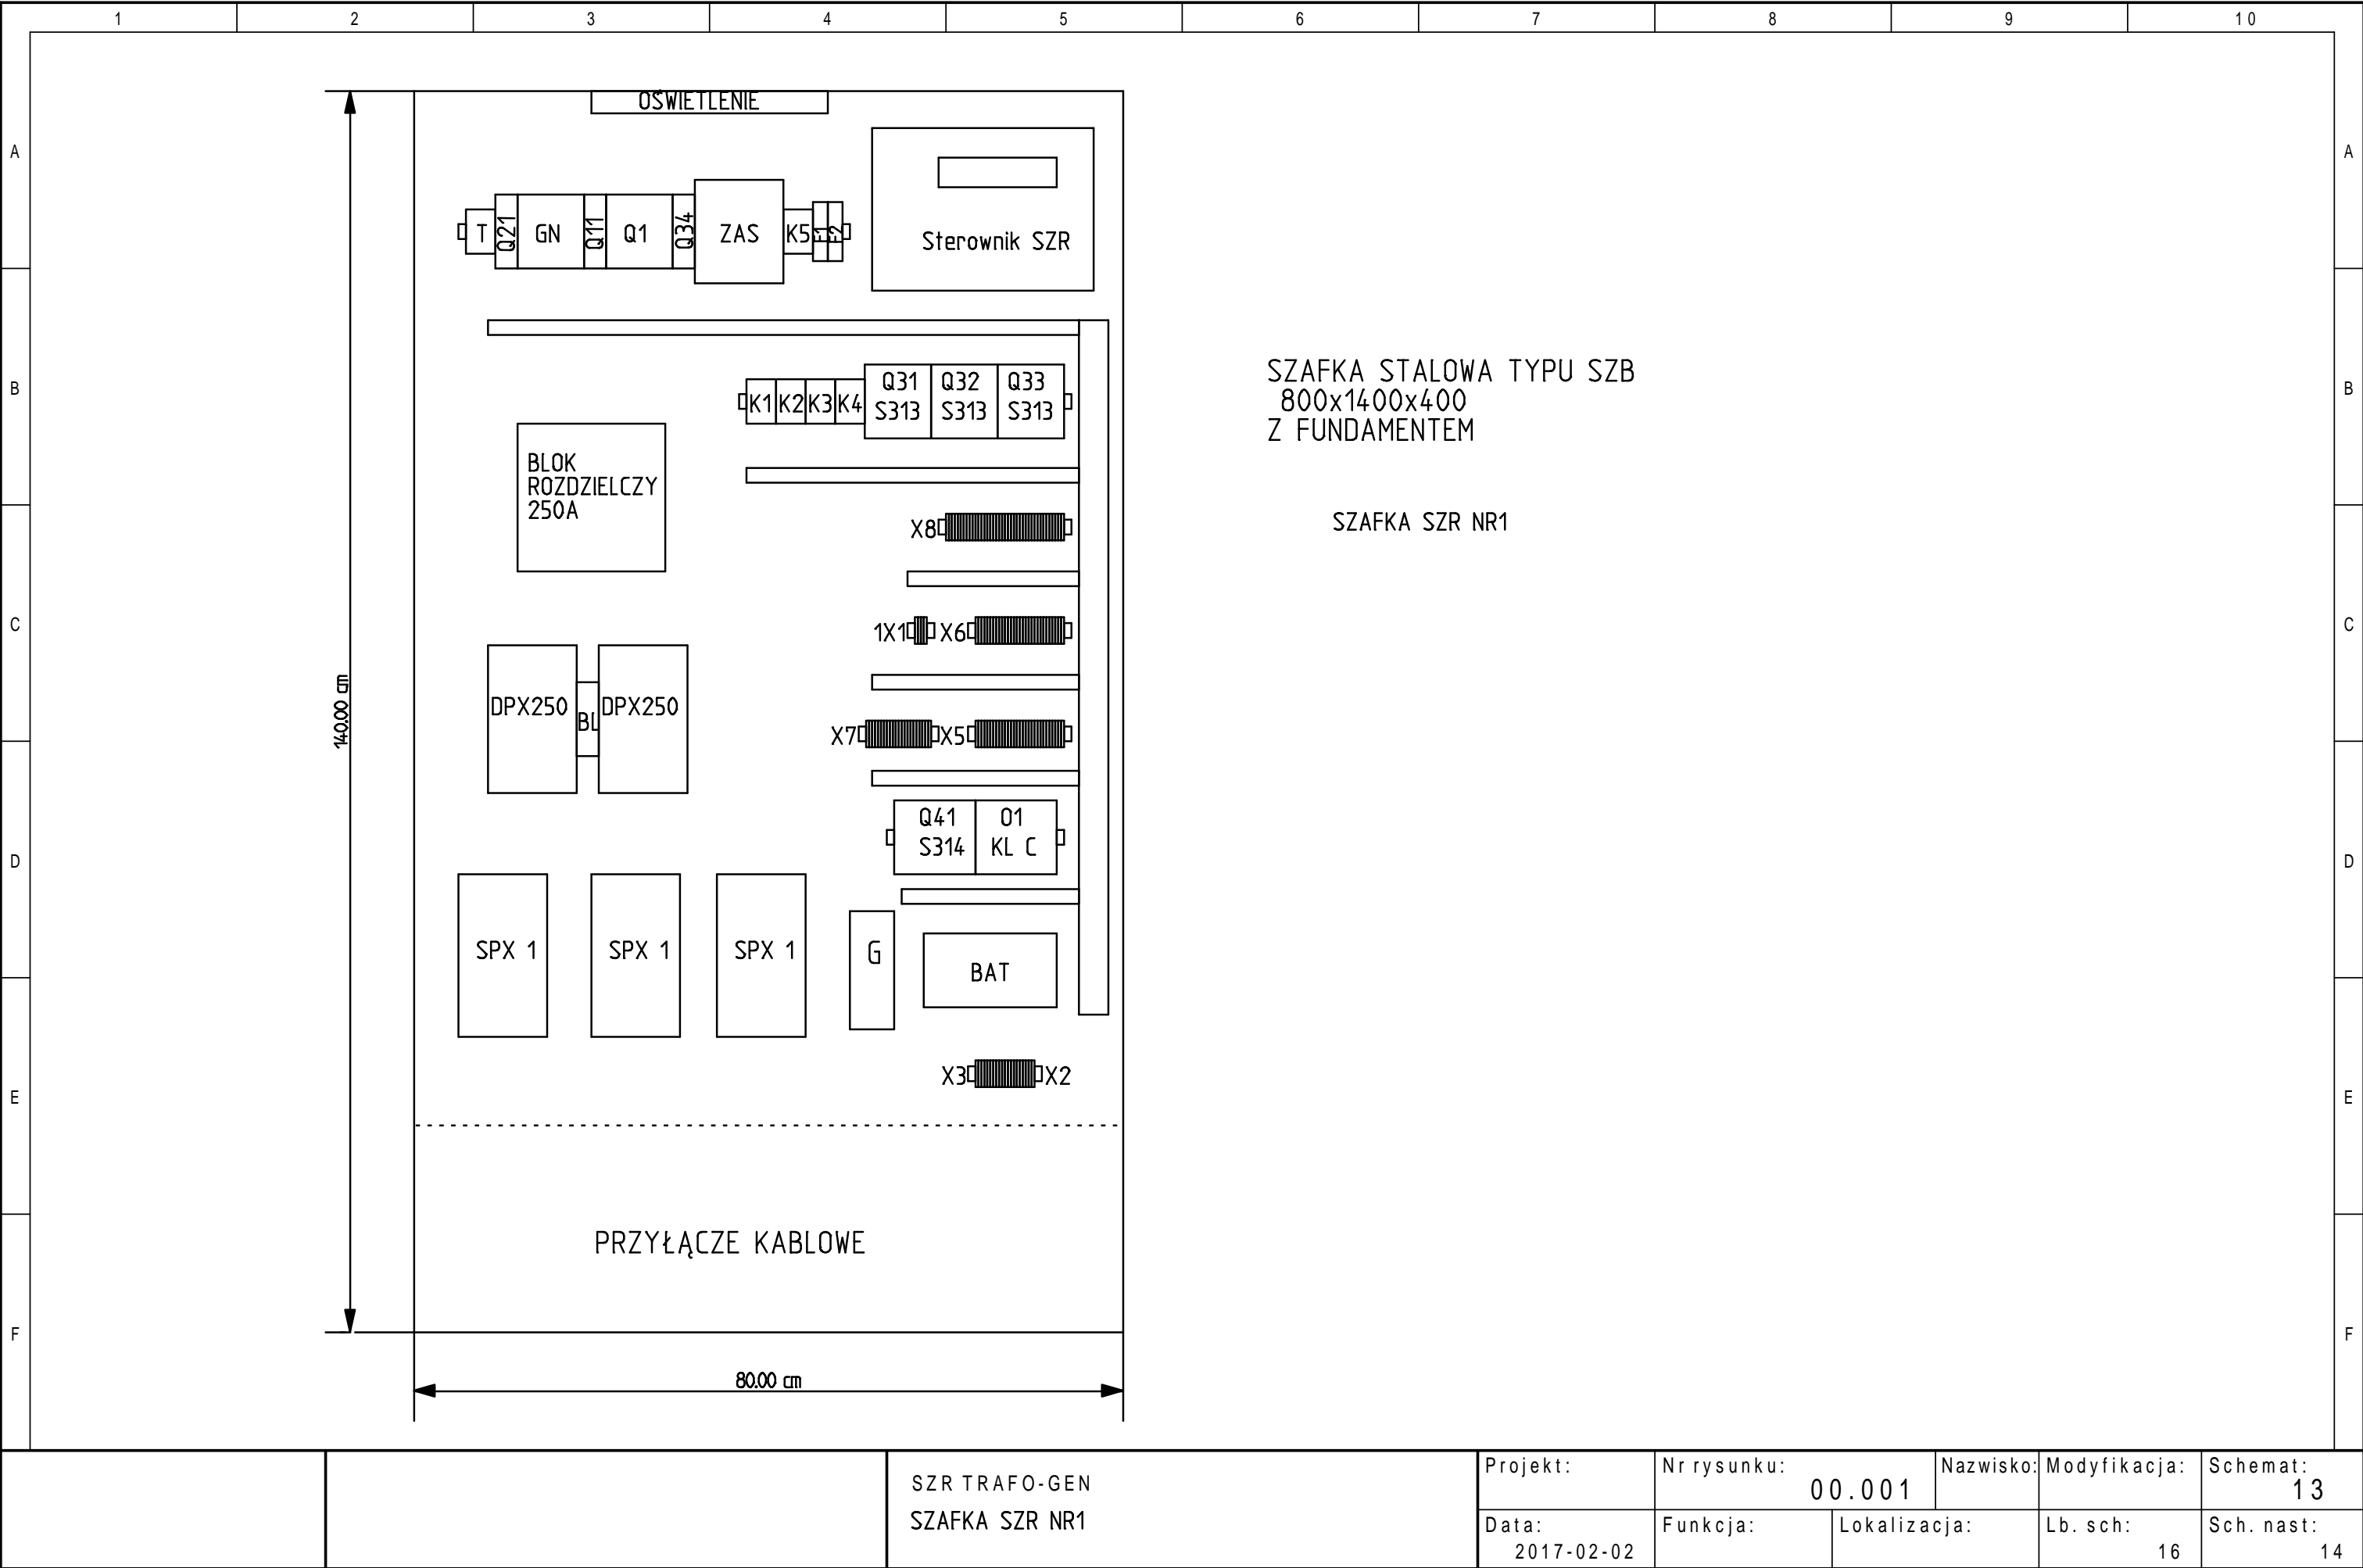 1 2 3 4 5 6 7 8 9 10
A A
B B
C C
D D
E E
F F
OŚWIETLENIE
T Q21 GN Q11 Q1 Q34 ZAS K5 F1 F2
Sterownik SZR
K1 K2 K3 K4
Q31 Q32 Q33
S313 S313 S313
SZAFKA STALOWA TYPU SZB
800x1400x400
Z FUNDAMENTEM
SZAFKA SZR NR1
BLOK
ROZDZIELCZY
250A
X8
1X1 X6
140.00 cm
DPX250 BL DPX250
X7 X5
Q41 O1
S314 KL C
SPX 1 SPX 1 SPX 1 G BAT
X3 X2
PRZYŁĄCZE KABLOWE
80.00 cm
SZR TRAFO-GEN
SZAFKA SZR NR1
Projekt: Nr rysunku: 00.001 Nazwisko: Modyfikacja: Schemat: 13
Data: 2017-02-02 Funkcja: Lokalizacja: Lb. sch: 16 Sch. nast: 14